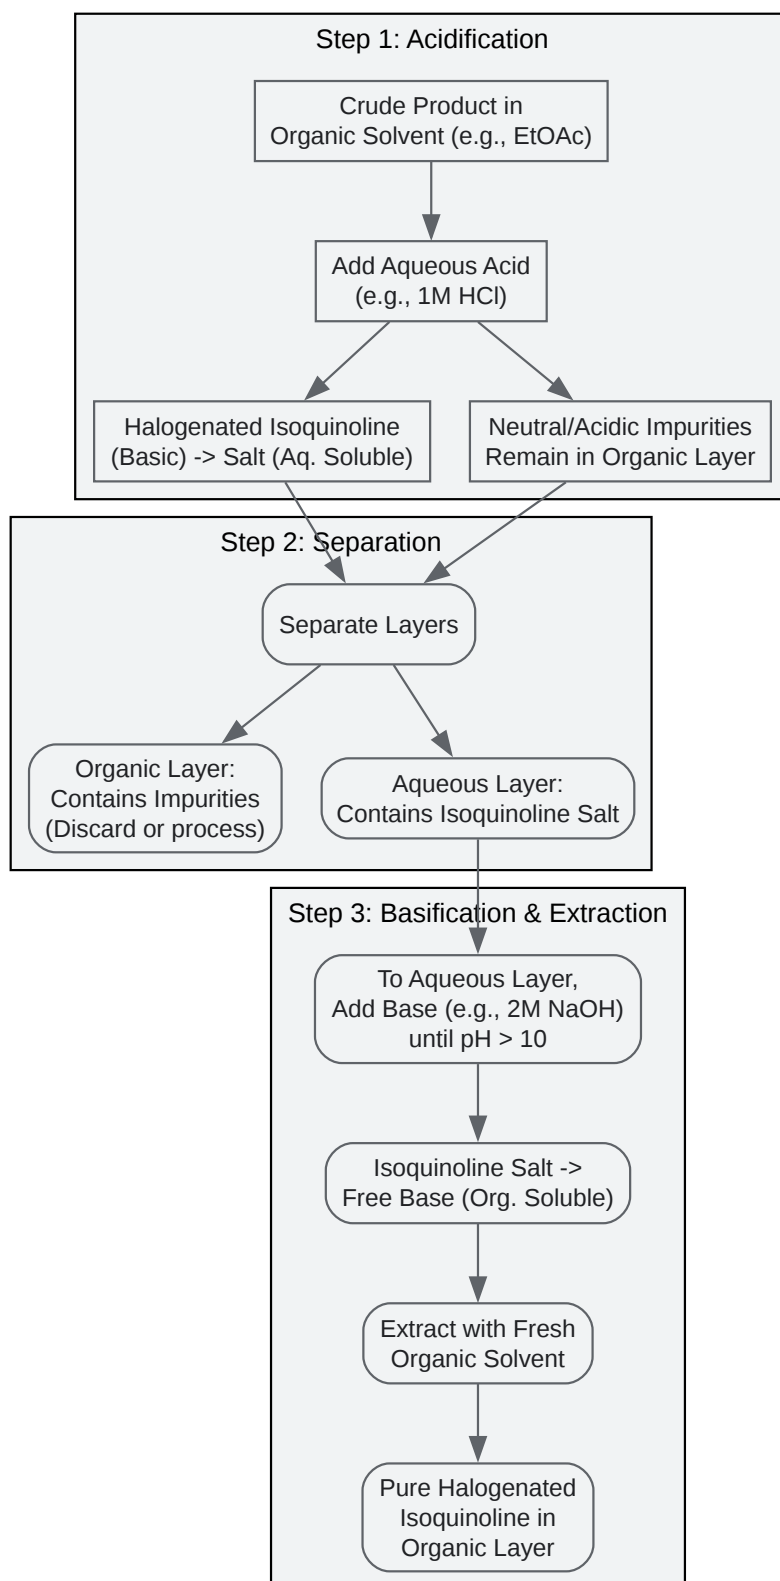 Step 1: Acidification
Crude Product in
Organic Solvent (e.g., EtOAc)
Add Aqueous Acid
(e.g., 1M HCl)
Halogenated Isoquinoline
(Basic) -> Salt (Aq. Soluble)
Neutral/Acidic Impurities
Remain in Organic Layer
Step 2: Separation
Separate Layers
Organic Layer:
Contains Impurities
(Discard or process)
Aqueous Layer:
Contains Isoquinoline Salt
Step 3: Basification & Extraction
To Aqueous Layer,
Add Base (e.g., 2M NaOH)
until pH > 10
Isoquinoline Salt ->
Free Base (Org. Soluble)
Extract with Fresh
Organic Solvent
Pure Halogenated
Isoquinoline in
Organic Layer